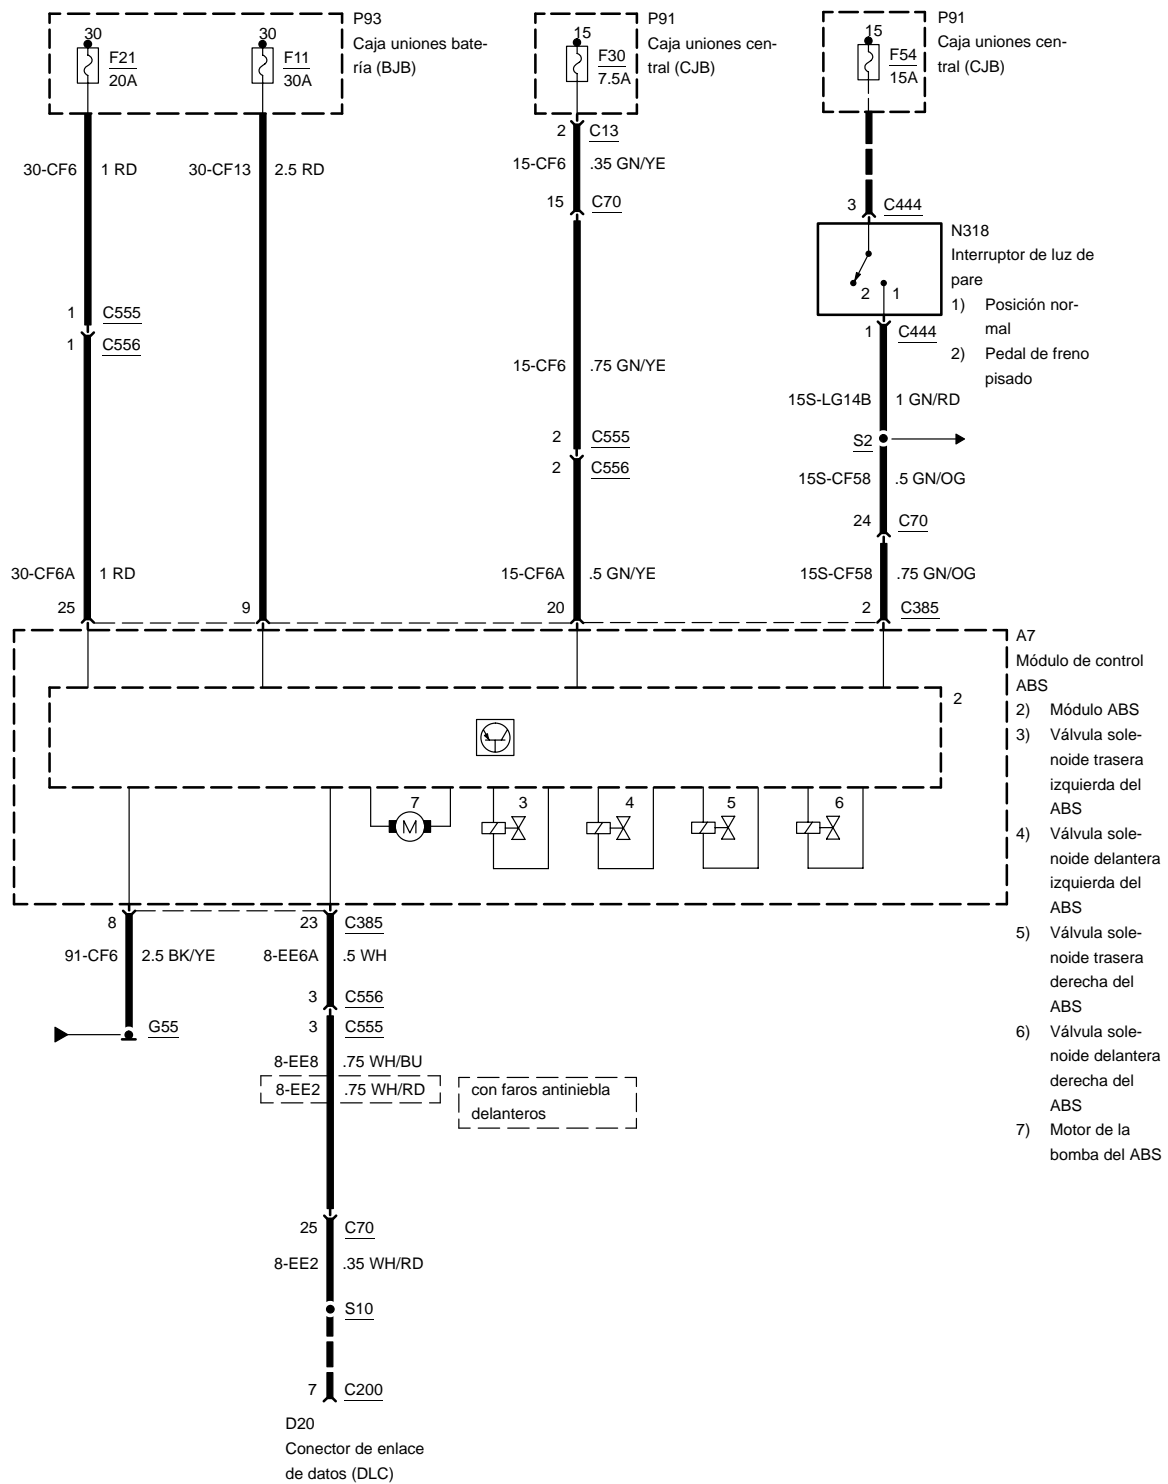 30
F21
20A
30
F11
30A
P93
Caja uniones bate-
ría (BJB)
15
F30
7.5A
P91
Caja uniones cen-
tral (CJB)
15
F54
15A
P91
Caja uniones cen-
tral (CJB)
2 C13
30-CF6 1 RD
30-CF13 2.5 RD
15-CF6 .35 GN/YE
15 C70
3 C444
N318
Interruptor de luz de
pare
1) Posición nor-
mal
2) Pedal de freno
pisado
2 1
1 C444
1 C555
1 C556
15-CF6 .75 GN/YE
15S-LG14B 1 GN/RD
2 C555
S2
2 C556
15S-CF58 .5 GN/OG
24 C70
30-CF6A 1 RD
15-CF6A .5 GN/YE
15S-CF58 .75 GN/OG
25
9
20
2 C385
A7
Módulo de control
ABS
2) Módulo ABS
3) Válvula sole-
noide trasera
izquierda del
ABS
4) Válvula sole-
noide delantera
izquierda del
ABS
5) Válvula sole-
noide trasera
derecha del
ABS
6) Válvula sole-
noide delantera
derecha del
ABS
7) Motor de la
bomba del ABS
2
7
M
3
4
5
6
8
23 C385
91-CF6 2.5 BK/YE
8-EE6A .5 WH
3 C556
G55
3 C555
8-EE8 .75 WH/BU
8-EE2 .75 WH/RD
con faros antiniebla
delanteros
25 C70
8-EE2 .35 WH/RD
S10
7 C200
D20
Conector de enlace
de datos (DLC)